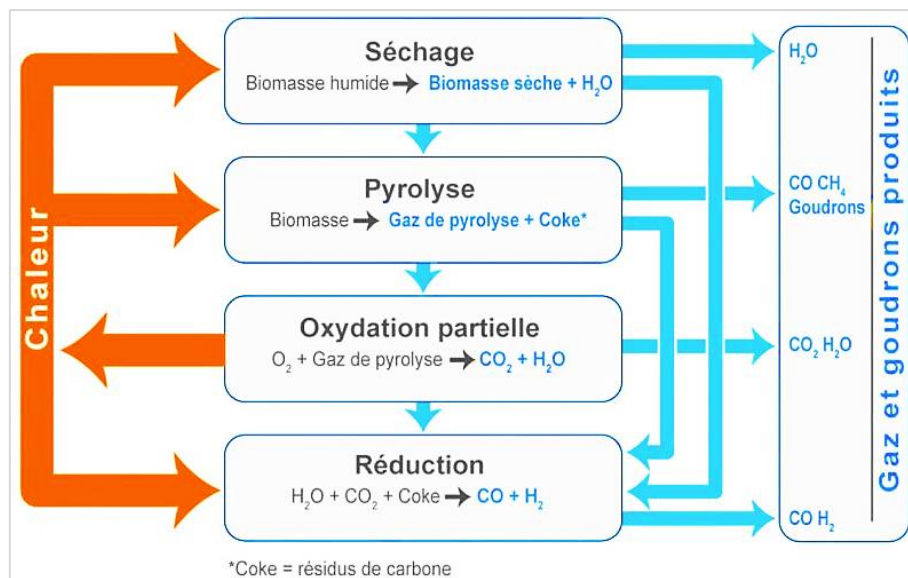 Chaleur
Séchage
Biomasse humide → Biomasse sèche + H₂O
Pyrolyse
Biomasse → Gaz de pyrolyse + Coke*
Oxydation partielle
O₂ + Gaz de pyrolyse → CO₂ + H₂O
Réduction
H₂O + CO₂ + Coke → CO + H₂
H₂O
CO CH₄
Goudrons
CO₂ H₂O
CO H₂
Gaz et goudrons produits
*Coke = résidus de carbone